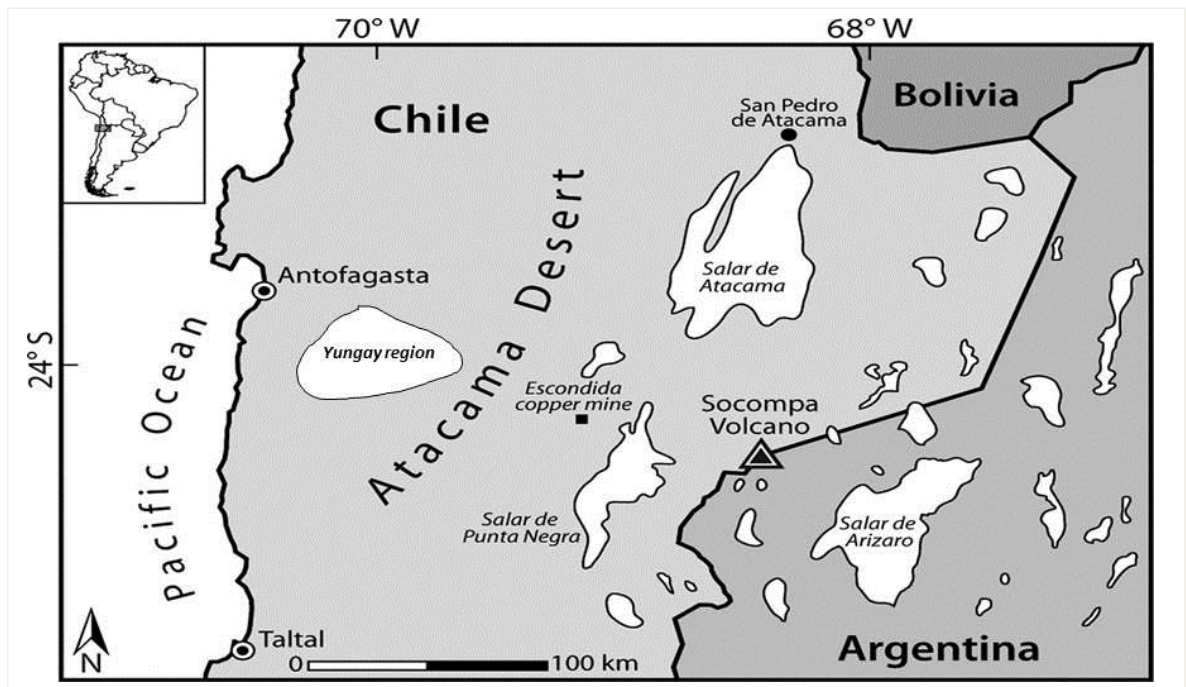 70° W
68° W
Chile
Bolivia
San Pedro
de Atacama
Atacama Desert
Salar de
Atacama
Antofagasta
Yungay region
24° S
Pacific Ocean
Escondida
copper mine
Socompa
Volcano
Salar de
Punta Negra
Salar de
Arizaro
Taltal
N
0
100 km
Argentina